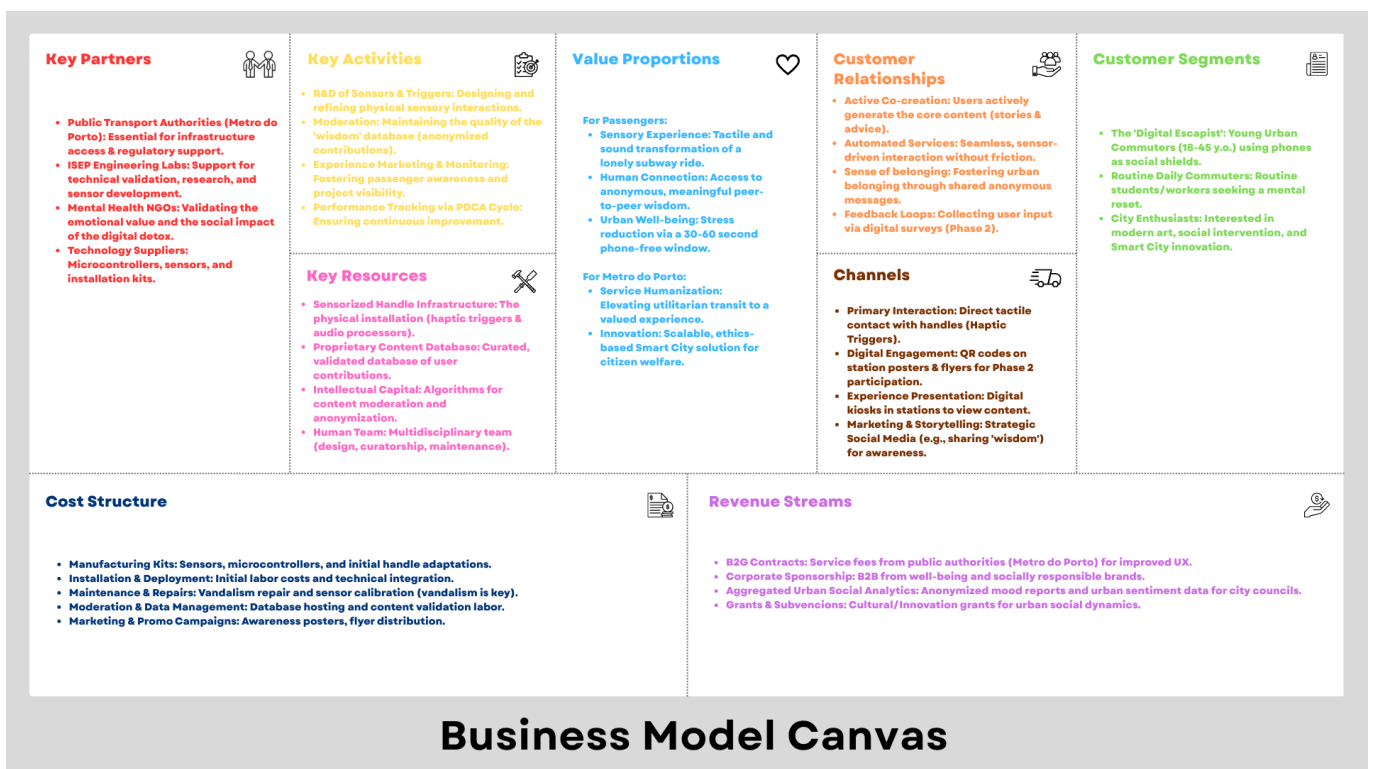 Key Partners
• Public Transport Authorities (Metro do
Porto): Essential for infrastructure
access & regulatory support.
• ISEP Engineering Labs: Support for
technical validation, research, and
sensor development.
• Mental Health NGOs: Validating the
emotional value and the social impact
of the digital detox.
• Technology Suppliers:
Microcontrollers, sensors, and
installation kits.
Key Activities
• R&D of Sensors & Triggers: Designing and
refining physical sensory interactions.
• Moderation: Maintaining the quality of the
'wisdom' database (anonymized
contributions).
• Experience Marketing & Monitoring:
Fostering passenger awareness and
project visibility.
• Performance Tracking via PDCA Cycle:
Ensuring continuous improvement.
Key Resources
• Sensorized Handle Infrastructure: The
physical installation (haptic triggers &
audio processors).
• Proprietary Content Database: Curated,
validated database of user
contributions.
• Intellectual Capital: Algorithms for
content moderation and
anonymization.
• Human Team: Multidisciplinary team
(design, curatorship, maintenance).
Value Proportions
For Passengers:
• Sensory Experience: Tactile and
sound transformation of a
lonely subway ride.
• Human Connection: Access to
anonymous, meaningful peer-
to-peer wisdom.
• Urban Well-being: Stress
reduction via a 30-60 second
phone-free window.
For Metro do Porto:
• Service Humanization:
Elevating utilitarian transit to a
valued experience.
• Innovation: Scalable, ethics-
based Smart City solution for
citizen welfare.
Customer
Relationships
• Active Co-creation: Users actively
generate the core content (stories &
advice).
• Automated Services: Seamless, sensor-
driven interaction without friction.
• Sense of belonging: Fostering urban
belonging through shared anonymous
messages.
• Feedback Loops: Collecting user input
via digital surveys (Phase 2).
Channels
• Primary Interaction: Direct tactile
contact with handles (Haptic
Triggers).
• Digital Engagement: QR codes on
station posters & flyers for Phase 2
participation.
• Experience Presentation: Digital
kiosks in stations to view content.
• Marketing & Storytelling: Strategic
Social Media (e.g., sharing 'wisdom')
for awareness.
Customer Segments
• The 'Digital Escapist': Young Urban
Commuters (18-45 y.o.) using phones
as social shields.
• Routine Daily Commuters: Routine
students/workers seeking a mental
reset.
• City Enthusiasts: Interested in
modern art, social intervention, and
Smart City innovation.
Cost Structure
• Manufacturing Kits: Sensors, microcontrollers, and initial handle adaptations.
• Installation & Deployment: Initial labor costs and technical integration.
• Maintenance & Repairs: Vandalism repair and sensor calibration (vandalism is key).
• Moderation & Data Management: Database hosting and content validation labor.
• Marketing & Promo Campaigns: Awareness posters, flyer distribution.
Revenue Streams
• B2G Contracts: Service fees from public authorities (Metro do Porto) for improved UX.
• Corporate Sponsorship: B2B from well-being and socially responsible brands.
• Aggregated Urban Social Analytics: Anonymized mood reports and urban sentiment data for city councils.
• Grants & Subvencions: Cultural/Innovation grants for urban social dynamics.
Business Model Canvas